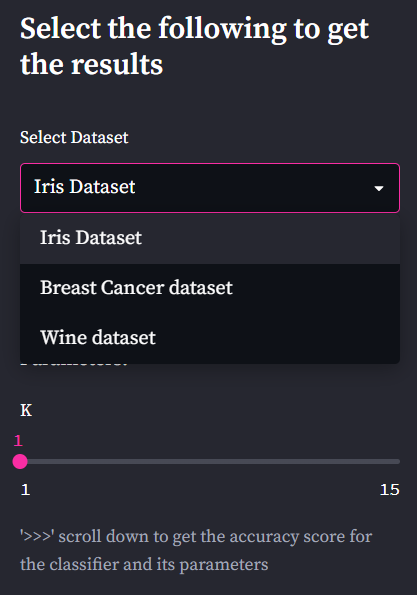 Select the following to get
the results
Select Dataset
Iris Dataset
Iris Dataset
Breast Cancer dataset
Wine dataset
K
1
1
15
'>>>' scroll down to get the accuracy score for
the classifier and its parameters